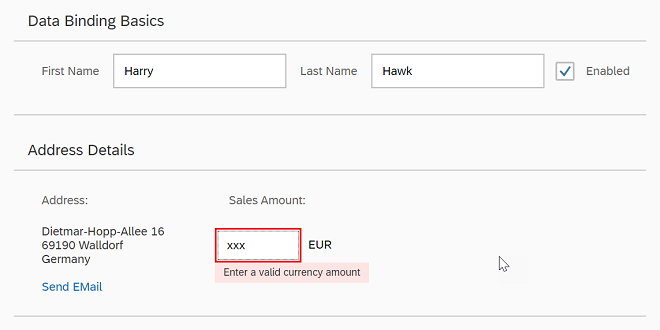 Data Binding Basics
First Name Harry Last Name Hawk Enabled
Address Details
Address: Sales Amount:
Dietmar-Hopp-Allee 16
69190 Walldorf
Germany
xxx EUR
Enter a valid currency amount
Send EMail